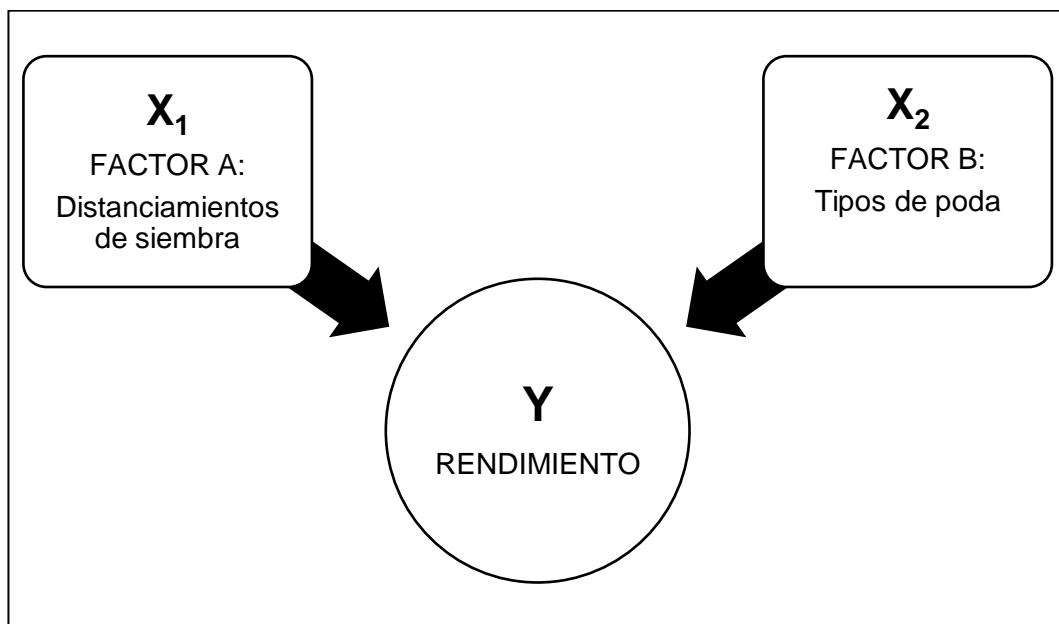 X₁
FACTOR A:
Distanciamientos
de siembra
X₂
FACTOR B:
Tipos de poda
Y
RENDIMIENTO